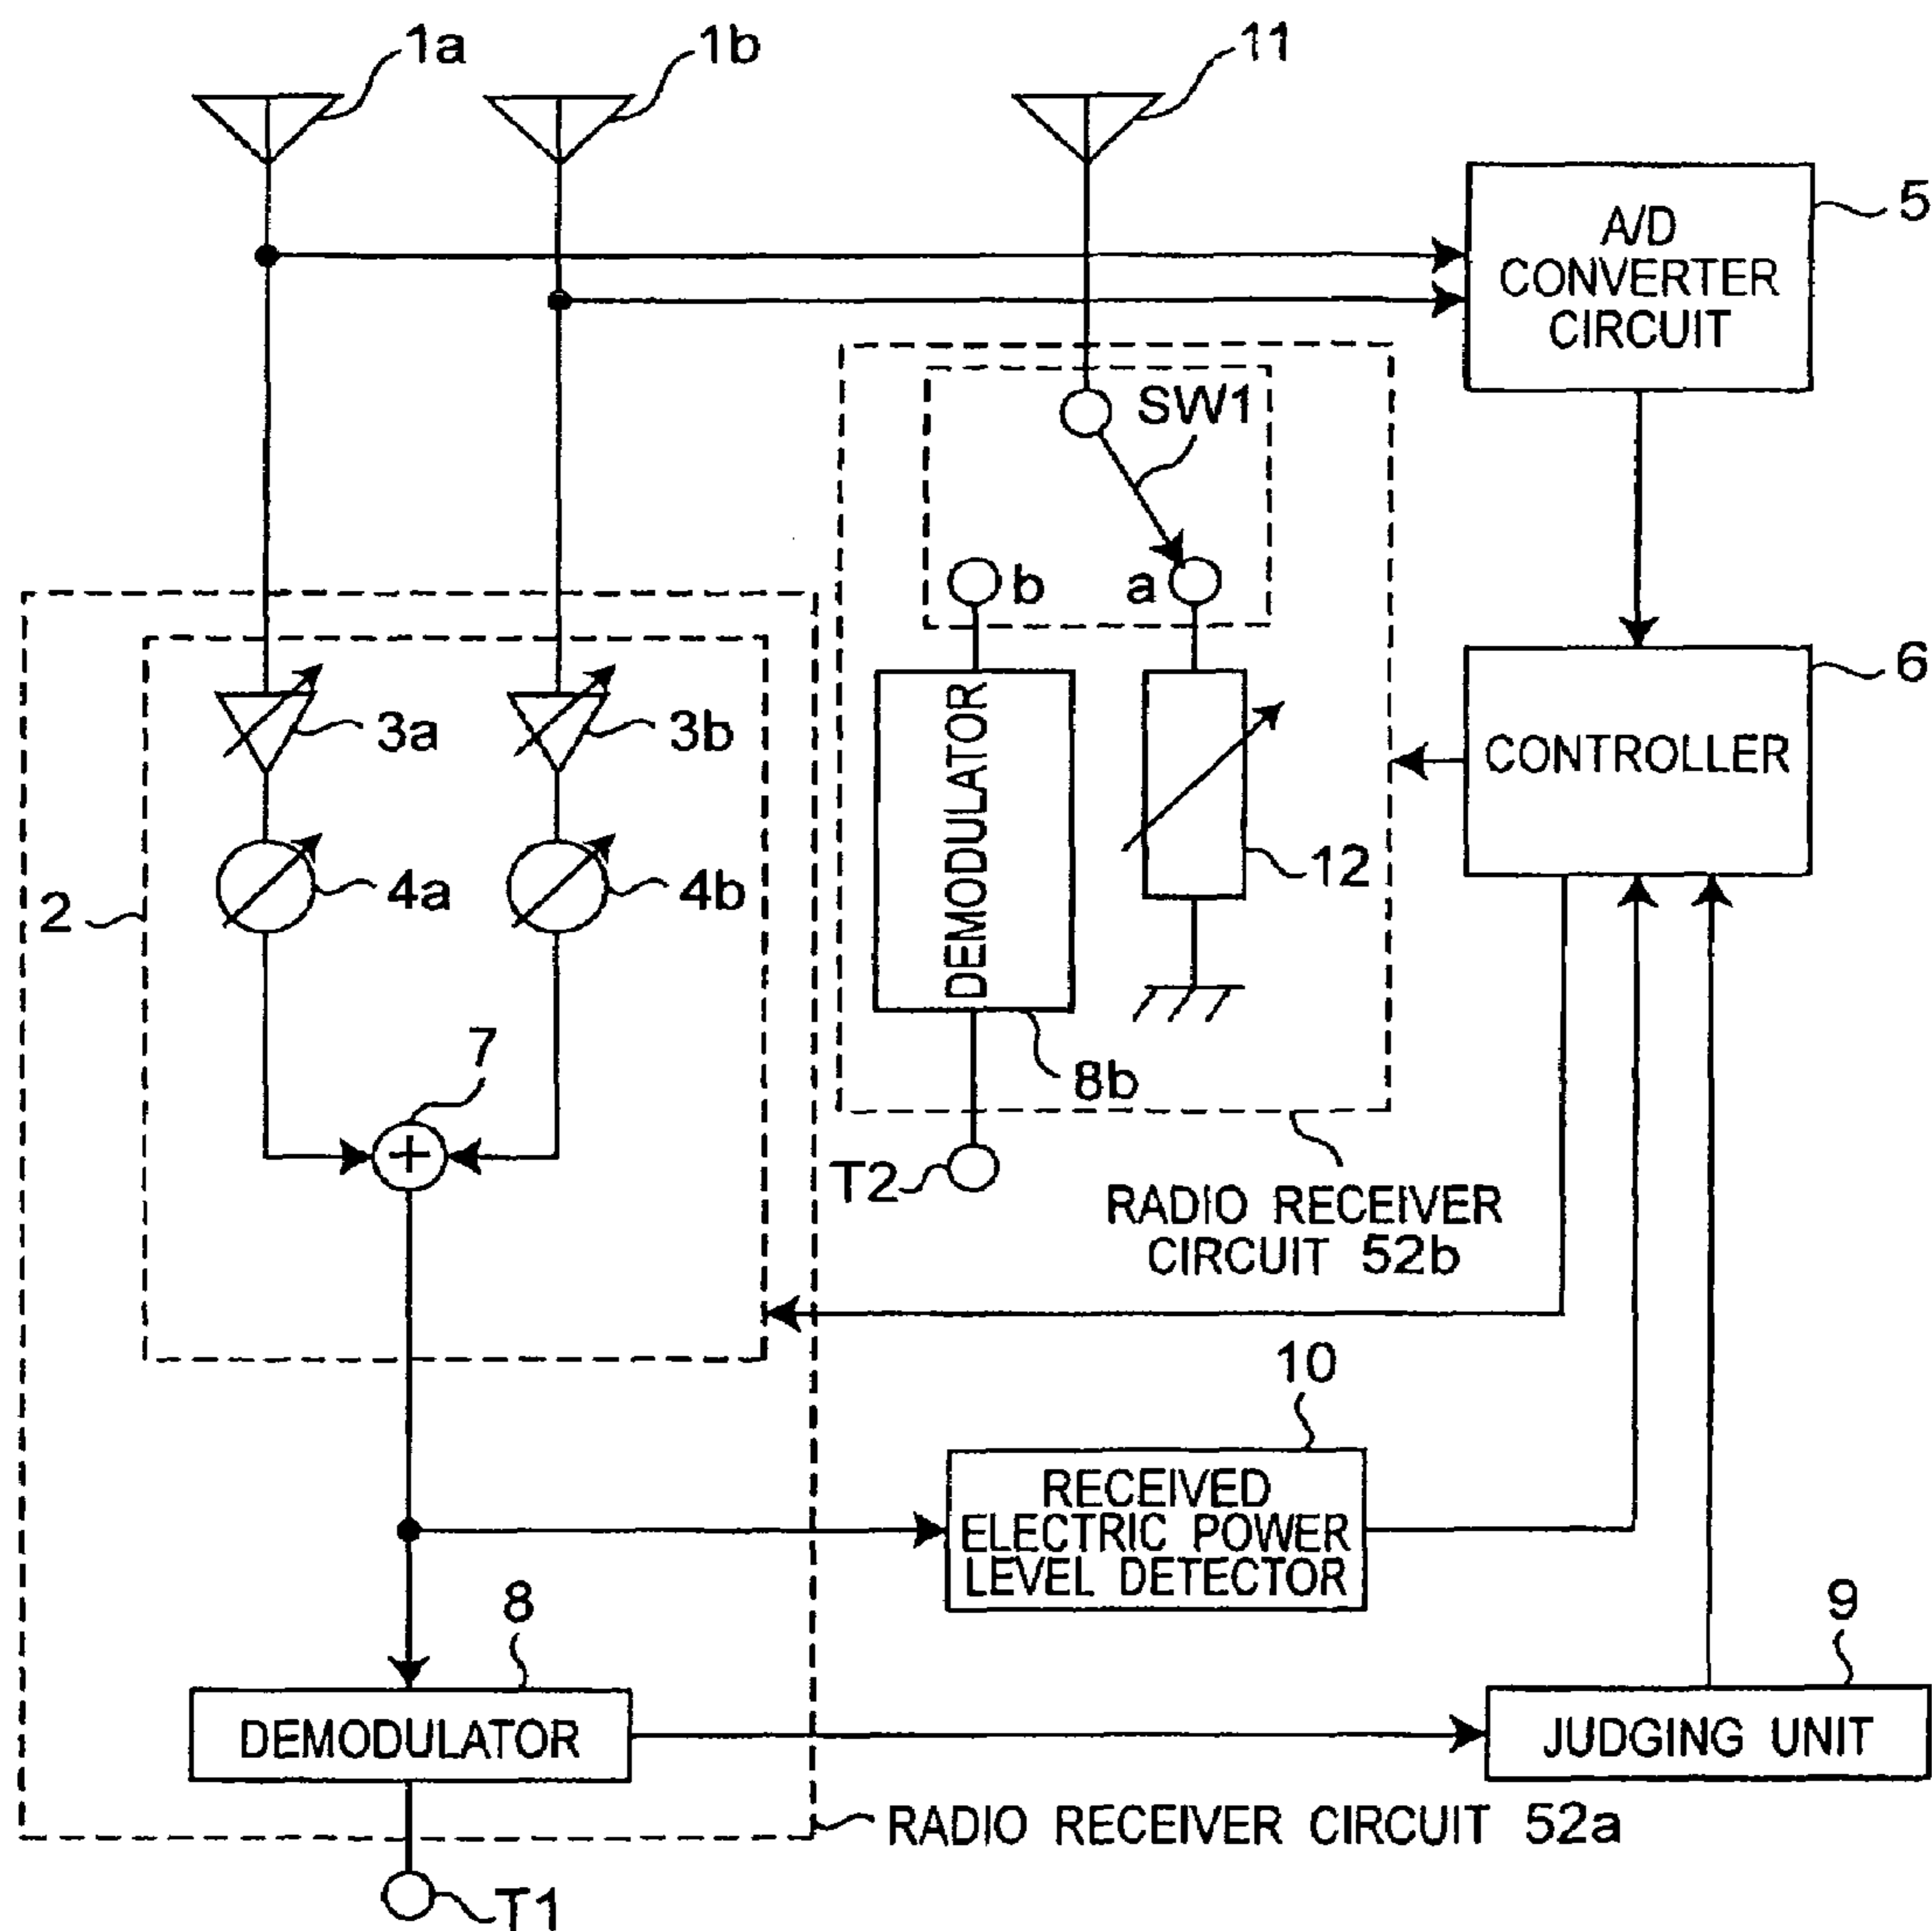 1a
1b
11
A/D
CONVERTER
CIRCUIT
5
SW1
b
a
6
CONTROLLER
3a
3b
DEMODULATOR
12
4a
4b
2
7
8b
T2
RADIO RECEIVER
CIRCUIT 52b
10
RECEIVED
ELECTRIC POWER
LEVEL DETECTOR
8
9
DEMODULATOR
JUDGING UNIT
RADIO RECEIVER CIRCUIT 52a
T1
+